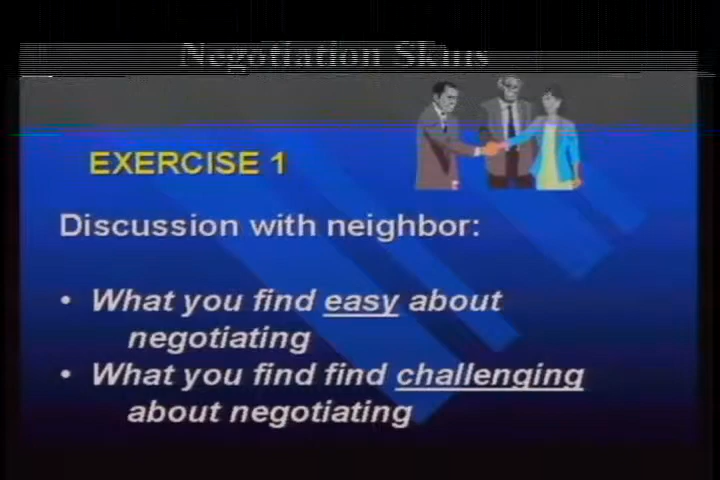 Negotiation Skills
EXERCISE 1
Discussion with neighbor:
• What you find easy about
negotiating
• What you find find challenging
about negotiating